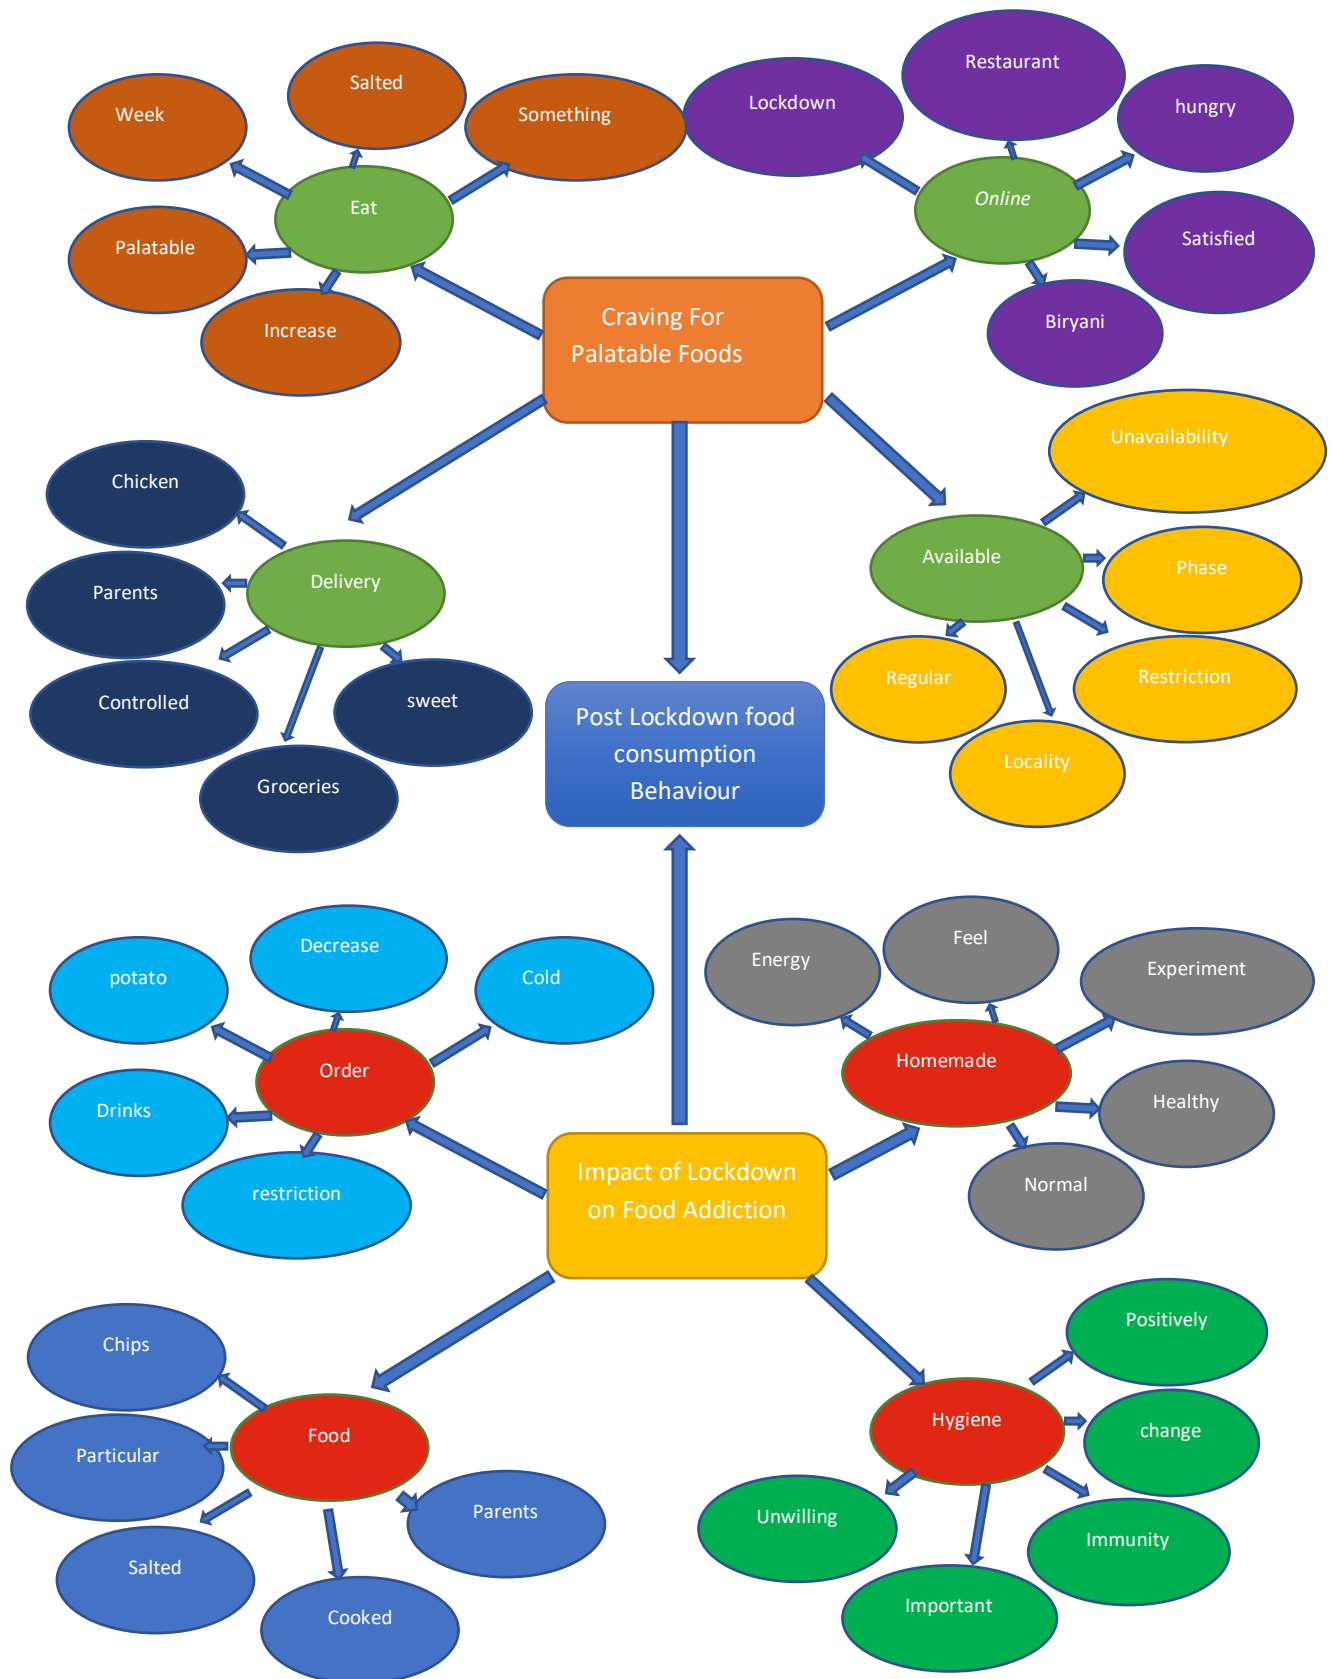 Restaurant
Salted
Lockdown
hungry
Week
Something
Eat
Online
Palatable
Satisfied
Increase
Biryani
Craving For
Palatable Foods
Unavailability
Chicken
Available
Phase
Delivery
Parents
Regular
Restriction
Controlled
sweet
Post Lockdown food
consumption
Behaviour
Locality
Groceries
Decrease
Feel
potato
Cold
Energy
Experiment
Order
Homemade
Drinks
Healthy
restriction
Normal
Impact of Lockdown
on Food Addiction
Positively
Chips
Food
Hygiene
change
Particular
Parents
Unwilling
Immunity
Salted
Important
Cooked